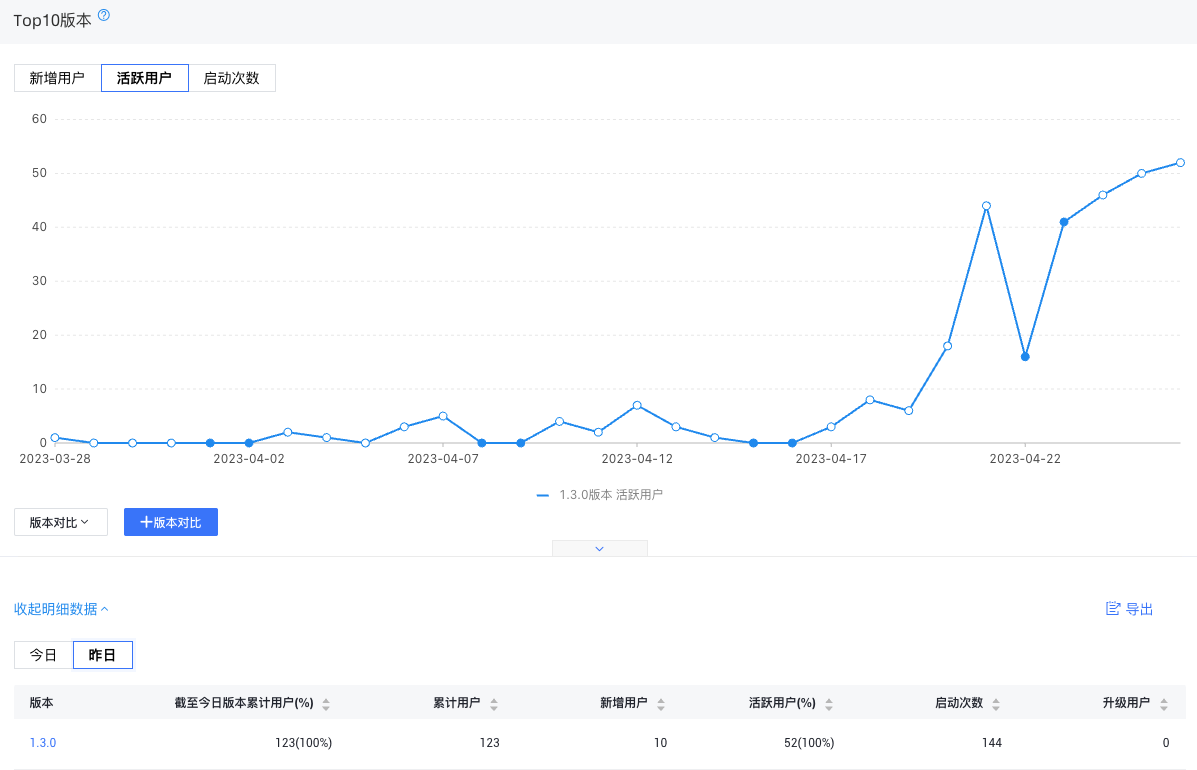 Top10版本 ?
新增用户 活跃用户 启动次数
60
50
40
30
20
10
0
2023-03-28 2023-04-02 2023-04-07 2023-04-12 2023-04-17 2023-04-22
1.3.0版本 活跃用户
版本对比 +版本对比
收起明细数据 导出
今日 昨日
版本 截至今日版本累计用户(%) 累计用户 新增用户 活跃用户(%) 启动次数 升级用户
1.3.0 123(100%) 123 10 52(100%) 144 0